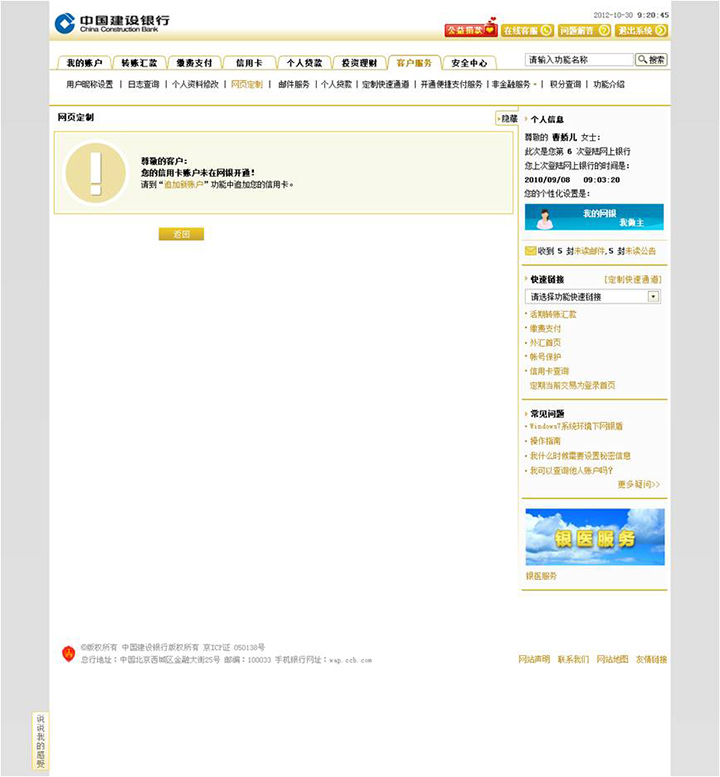 中国建设银行
China Construction Bank
2012-10-30 9:20:45
公益捐款 在线客服 问题解答 退出系统
我的账户 转账汇款 缴费支付 信用卡 个人贷款 投资理财 客户服务 安全中心
请输入功能名称 搜索
用户昵称设置 | 日志查询 | 个人资料修改 | 网页定制 | 邮件服务 | 个人贷款 | 定制快速通道 | 开通便捷支付服务 | 非金融服务 | 积分查询 | 功能介绍
网页定制
隐藏
尊敬的客户:
您的信用卡账户未在网银开通!
请到“追加新账户”功能中追加您的信用卡。
返回
个人信息
尊敬的 女士:
此次是您第 6 次登陆网上银行
您上次登陆网上银行的时间是:
2010/09/08 09:03:20
您的个性化设置是:
我的网银
我做主
收到 5 封未读邮件,5 封未读公告
快速链接 [定制快速通道]
请选择功能快速链接
活期转账汇款
缴费支付
外汇首页
帐号保护
信用卡查询
定期当前交易为登录首页
常见问题
Windows7系统环境下网银盾
操作指南
我什么时候需要设置秘密信息
我可以查询他人账户吗?
更多疑问>>
银医服务
银医服务
©版权所有 中国建设银行版权所有 京ICP证 050138号
总行地址:中国北京西城区金融大街25号 邮编:100033 手机银行网址:wap.ccb.com
网站声明 联系我们 网站地图 友情链接
说说我的感受